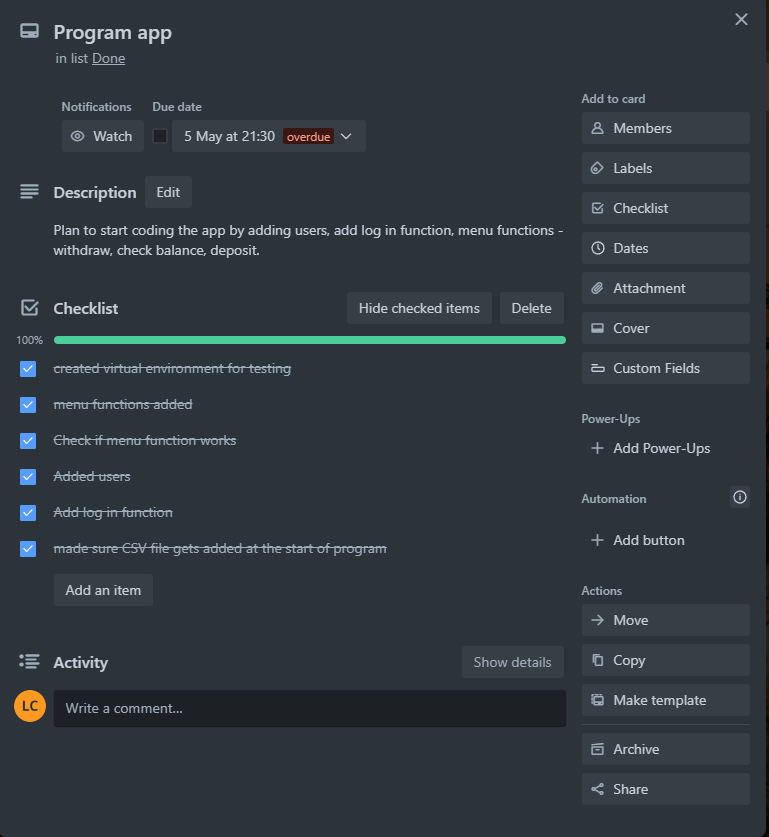 Program app
in list Done
Notifications
Due date
Watch
5 May at 21:30 overdue
Description
Edit
Plan to start coding the app by adding users, add log in function, menu functions -
withdraw, check balance, deposit.
Checklist
Hide checked items
Delete
100%
created virtual environment for testing
menu functions added
Check if menu function works
Added users
Add log in function
made sure CSV file gets added at the start of program
Add an item
Activity
Show details
LC
Write a comment...
Add to card
Members
Labels
Checklist
Dates
Attachment
Cover
Custom Fields
Power-Ups
Add Power-Ups
Automation
Add button
Actions
Move
Copy
Make template
Archive
Share